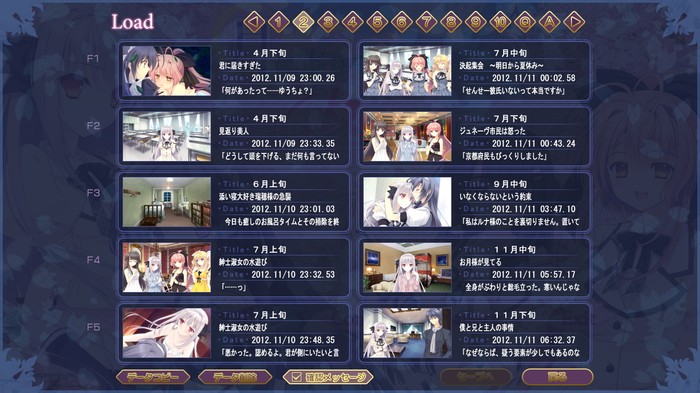 Load
1 2 3 4 5 6 7 8 9 10 Q A
F1
Title 4月下旬
君に届きすぎた
Date 2012.11/09 23:00.26
「何があったって……ゆうちょ？」
Title 7月中旬
決起集会 ～明日から夏休み～
Date 2012.11/11 00:02.58
「せんせー彼氏いないって本当ですか」
F2
Title 4月下旬
見返り美人
Date 2012.11/09 23:33.35
「どうして頭を下げる、まだ何も言ってない
Title 7月下旬
ジュネーヴ市民は怒った
Date 2012.11/11 00:43.24
「京都府民もびっくりしました」
F3
Title 6月上旬
添い寝大好き瑞穂様の急襲
Date 2012.11/10 23:01.03
今日も癒しのお風呂タイムとその掃除を終
Title 9月中旬
いなくならないという約束
Date 2012.11/11 03:47.10
「私はルナ様のことを裏切りません。置いて
F4
Title 7月上旬
紳士淑女の水遊び
Date 2012.11/10 23:32.53
「……っ」
Title 11月中旬
お月様が見てる
Date 2012.11/11 05:57.17
全身がぶわりと総毛立った。寒いんじゃな
F5
Title 7月上旬
紳士淑女の水遊び
Date 2012.11/10 23:48.35
「悪かった。認めるよ。君が側にいたいと言
Title 11月下旬
僕と兄と主人の事情
Date 2012.11/11 06:32.37
「なぜならば、疑う要素が少しでもあるのな
データコピー データ削除 確認メッセージ セーブへ 戻る